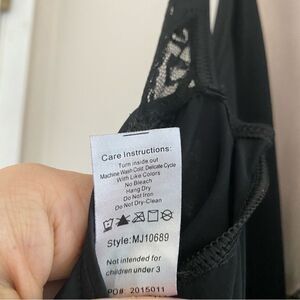 Care Instructions:
Turn inside out
Machine Wash Cold, Delicate Cycle
With Like Colors
No Bleach
Hang Dry
Do Not Iron
Do Not Dry-Clean
Style:MJ10689
Not intended for
children under 3
PO#: 2015011